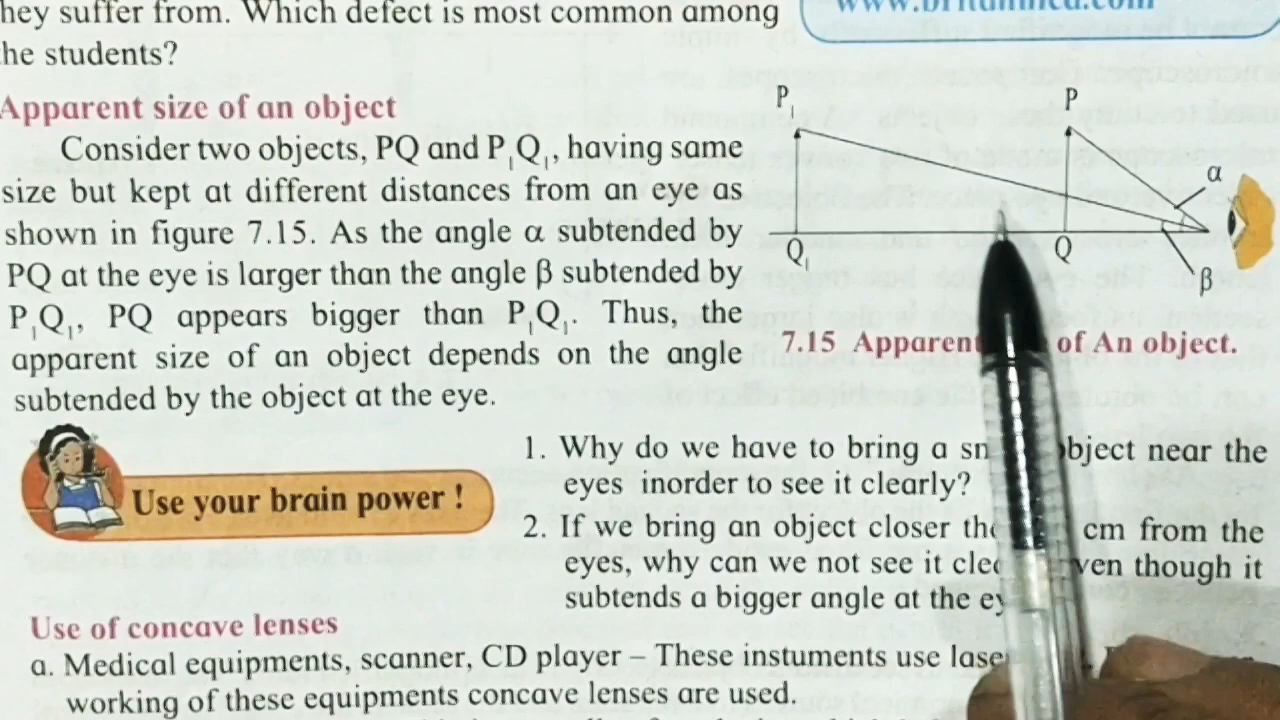 hey suffer from. Which defect is most common among
he students?
Apparent size of an object
Consider two objects, PQ and P₁Q₁, having same
size but kept at different distances from an eye as
shown in figure 7.15. As the angle α subtended by
PQ at the eye is larger than the angle β subtended by
P₁Q₁, PQ appears bigger than P₁Q₁. Thus, the
apparent size of an object depends on the angle
subtended by the object at the eye.
www.britannica.com
P₁
P
α
Q₁
Q
β
7.15 Apparent of An object.
Use your brain power !
1. Why do we have to bring a object near the
eyes inorder to see it clearly?
2. If we bring an object closer cm from the
eyes, why can we not see it even though it
subtends a bigger angle at the
Use of concave lenses
a. Medical equipments, scanner, CD player – These instuments use
working of these equipments concave lenses are used.